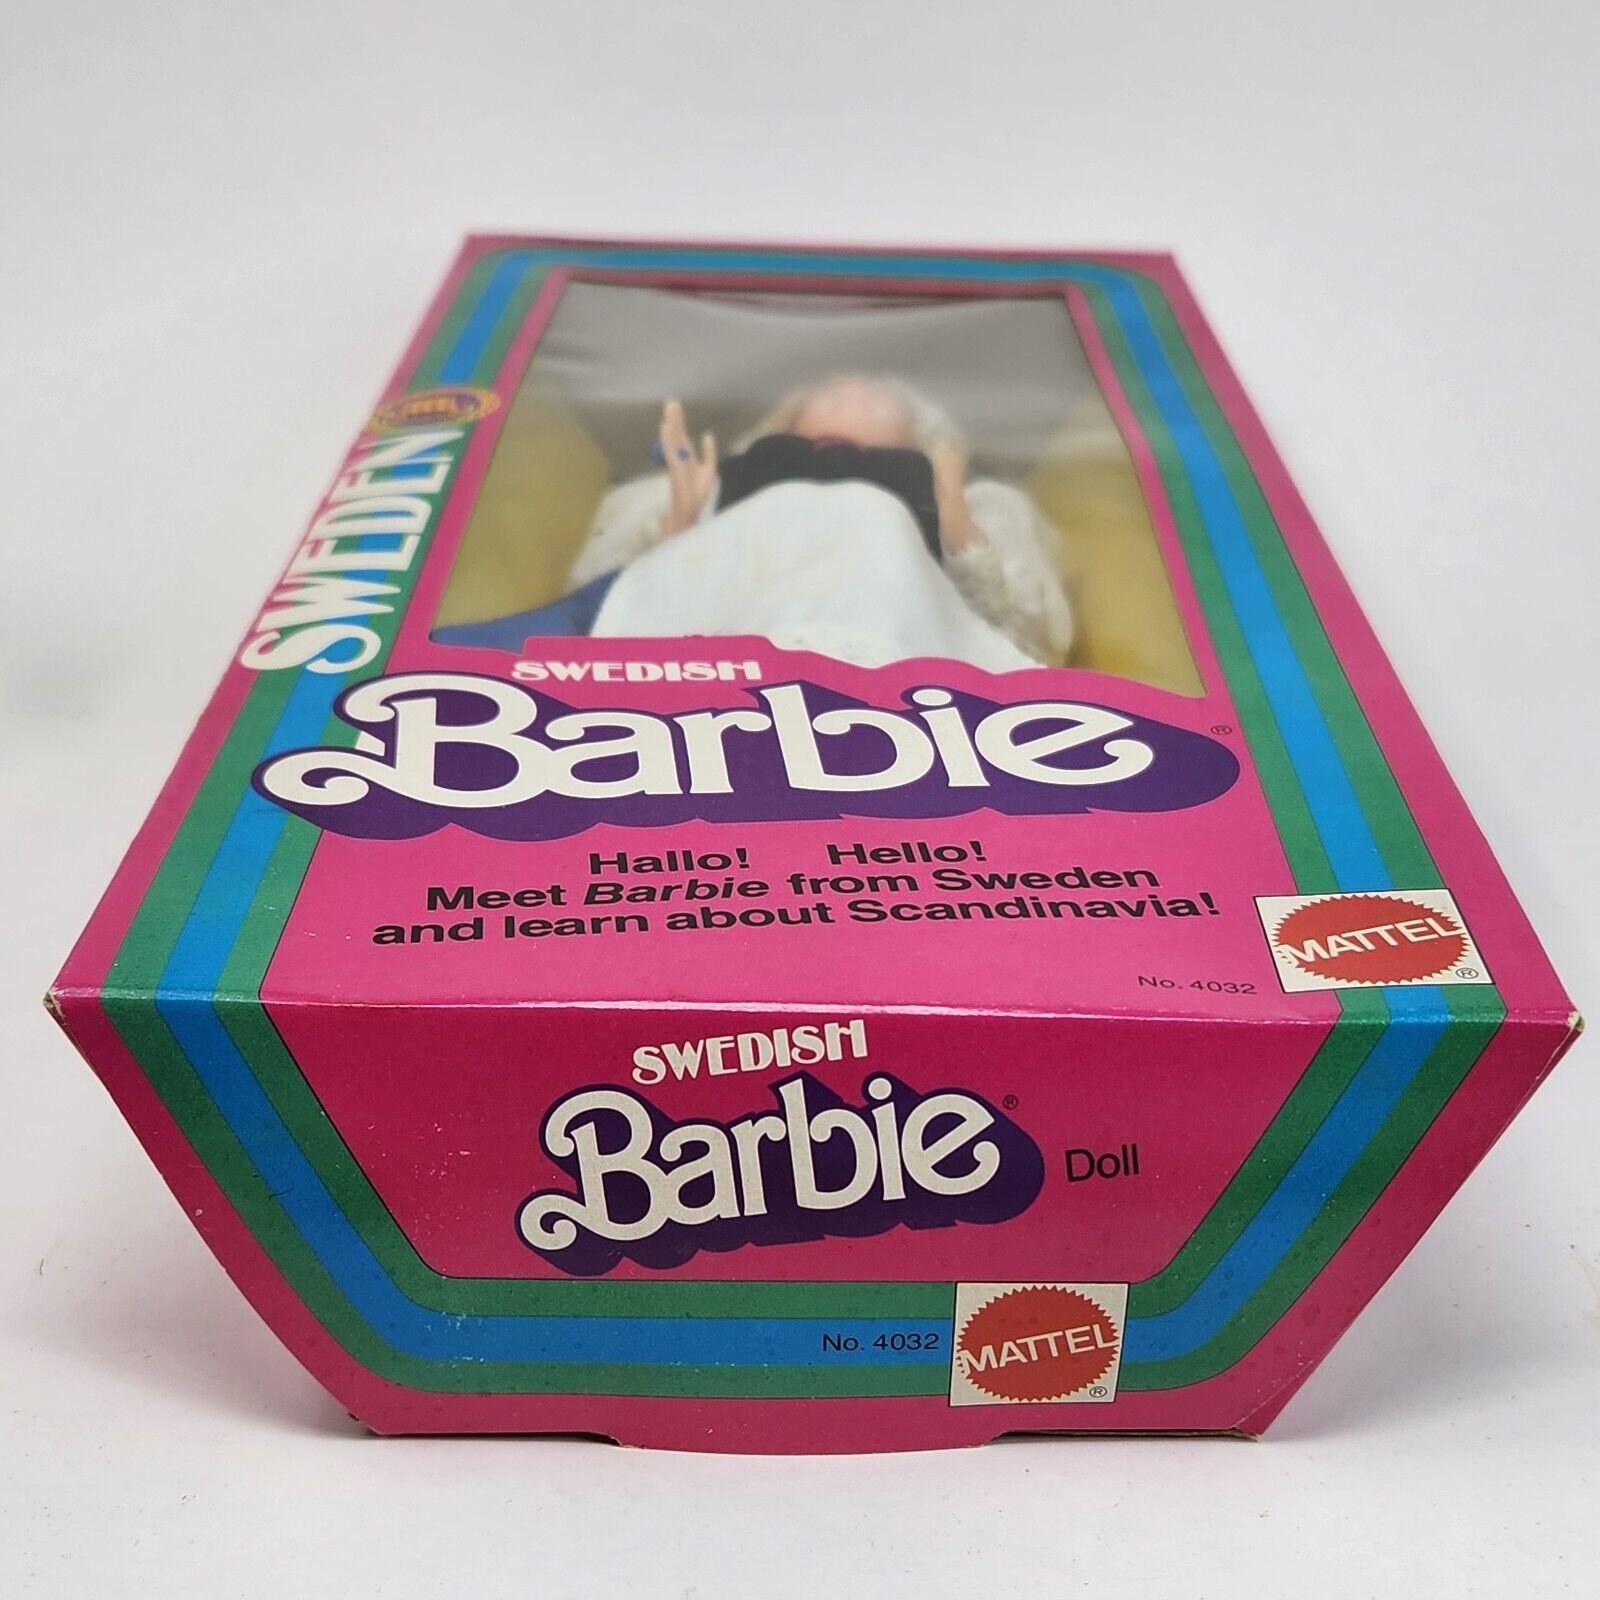 SWEDEN
SWEDISH
Barbie®
Hallo! Hello!
Meet Barbie from Sweden
and learn about Scandinavia!
No. 4032
MATTEL®
SWEDISH
Barbie® Doll
No. 4032
MATTEL®